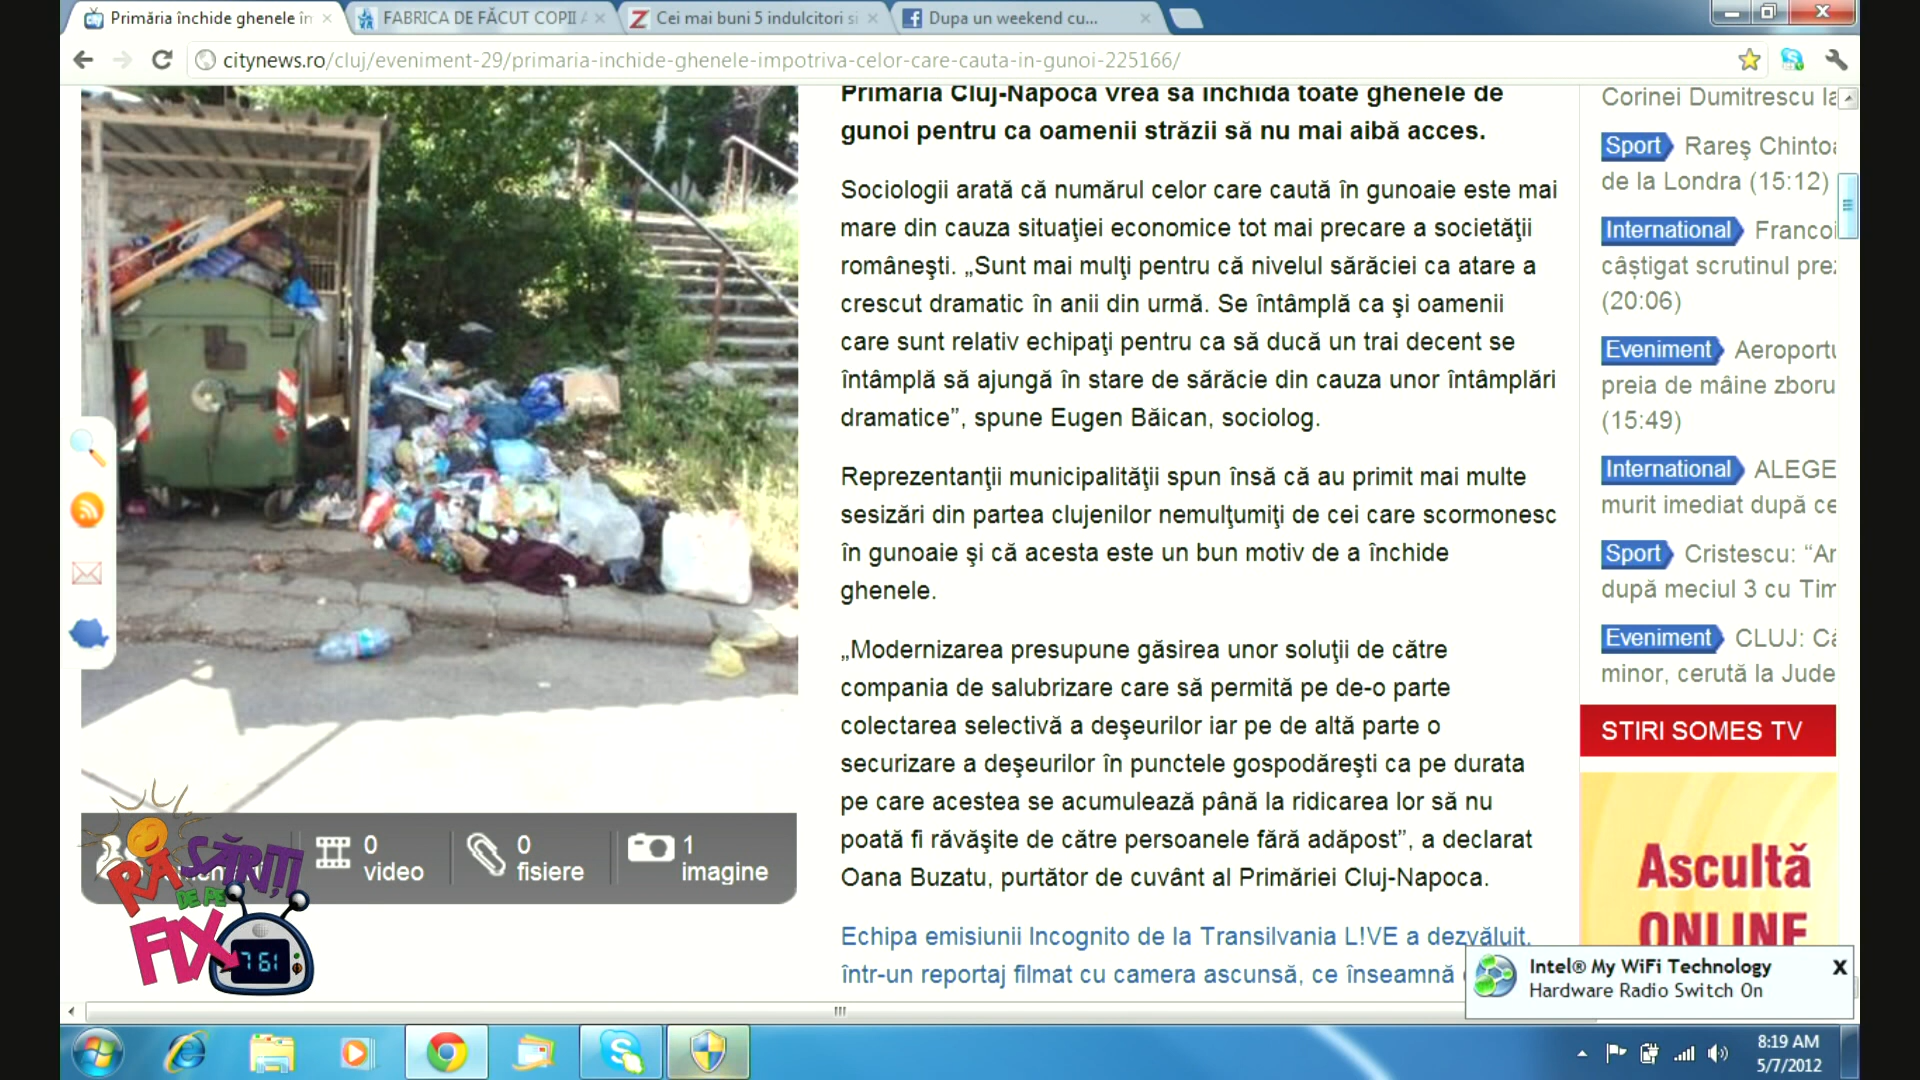 Primăria închide ghenele în
FABRICA DE FĂCUT COPII
Cei mai buni 5 indulcitori si
Dupa un weekend cu...
citynews.ro/cluj/eveniment-29/primaria-inchide-ghenele-impotriva-celor-care-cauta-in-gunoi-225166/
Primăria Cluj-Napoca vrea să închidă toate ghenele de
gunoi pentru ca oamenii străzii să nu mai aibă acces.
Sociologii arată că numărul celor care caută în gunoaie este mai
mare din cauza situaţiei economice tot mai precare a societăţii
româneşti. „Sunt mai mulţi pentru că nivelul sărăciei ca atare a
crescut dramatic în anii din urmă. Se întâmplă ca şi oamenii
care sunt relativ echipaţi pentru ca să ducă un trai decent se
întâmplă să ajungă în stare de sărăcie din cauza unor întâmplări
dramatice”, spune Eugen Băican, sociolog.
Reprezentanţii municipalităţii spun însă că au primit mai multe
sesizări din partea clujenilor nemulţumiţi de cei care scormonesc
în gunoaie şi că acesta este un bun motiv de a închide
ghenele.
„Modernizarea presupune găsirea unor soluţii de către
compania de salubrizare care să permită pe de-o parte
colectarea selectivă a deşeurilor iar pe de altă parte o
securizare a deşeurilor în punctele gospodăreşti ca pe durata
pe care acestea se acumulează până la ridicarea lor să nu
poată fi răvăşite de către persoanele fără adăpost”, a declarat
Oana Buzatu, purtător de cuvânt al Primăriei Cluj-Napoca.
Echipa emisiunii Incognito de la Transilvania L!VE a dezvăluit,
într-un reportaj filmat cu camera ascunsă, ce înseamnă
Corinei Dumitrescu la
Sport Rareş Chintoa
de la Londra (15:12)
International Francoi
câştigat scrutinul prez
(20:06)
Eveniment Aeroportu
preia de mâine zboru
(15:49)
International ALEGE
murit imediat după ce
Sport Cristescu: “Ar
după meciul 3 cu Tim
Eveniment CLUJ: Că
minor, cerută la Jude
STIRI SOMES TV
Ascultă
ONLINE
0
video
0
fisiere
1
imagine
RĂSĂRIȚI
DE PE
FIX
7 61
Intel® My WiFi Technology
Hardware Radio Switch On
8:19 AM
5/7/2012